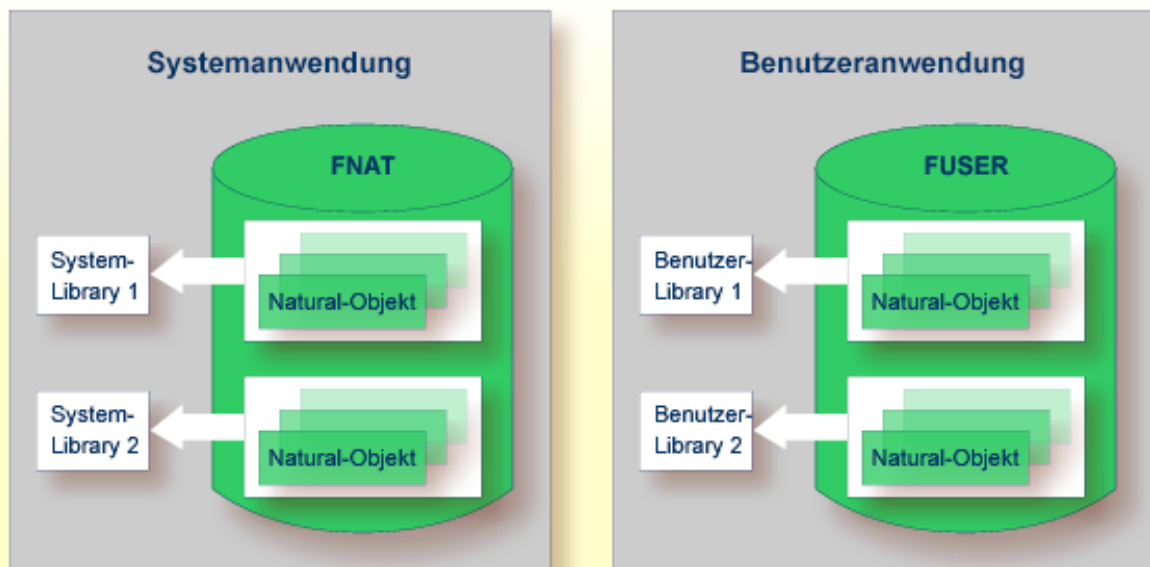 Systemanwendung
FNAT
System-
Library 1
Natural-Objekt
System-
Library 2
Natural-Objekt
Benutzeranwendung
FUSER
Benutzer-
Library 1
Natural-Objekt
Benutzer-
Library 2
Natural-Objekt